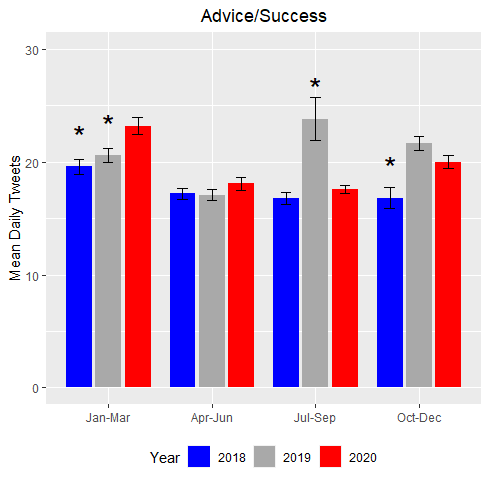 Advice/Success
Mean Daily Tweets
30
20
10
0
* * * *
Jan-Mar Apr-Jun Jul-Sep Oct-Dec
Year 2018 2019 2020